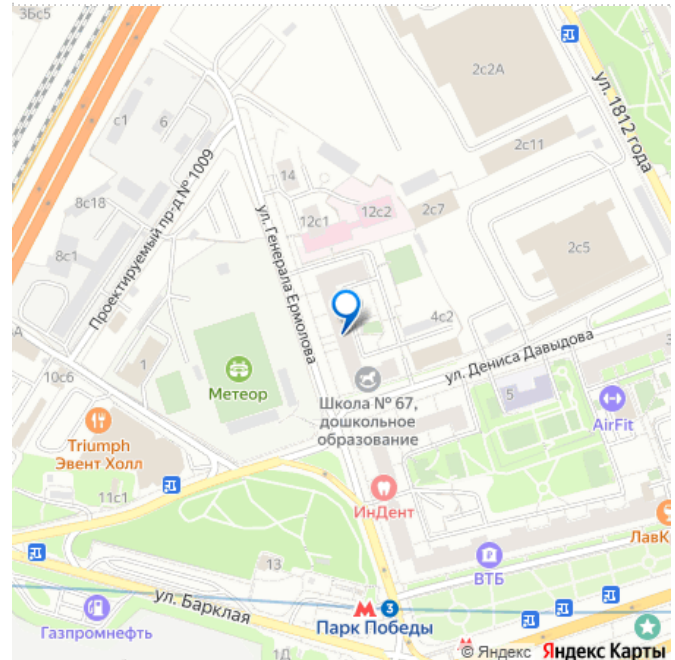 3Бс5
2с2А
ул. 1812 года
с1
6
2с11
Проектируемый пр-д № 1009
14
8с18
12с1
12с2
2с7
8с1
ул. Генерала Ермолова
2с5
4с2
ул. Дениса Давыдова
1
10с6
Метеор
5
Школа № 67,
дошкольное
образование
AirFit
Triumph
Эвент Холл
11с1
ИнДент
ВТБ
13
ул. Барклая
М 3
Парк Победы
Газпромнефть
1Д
© Яндекс Яндекс Карты